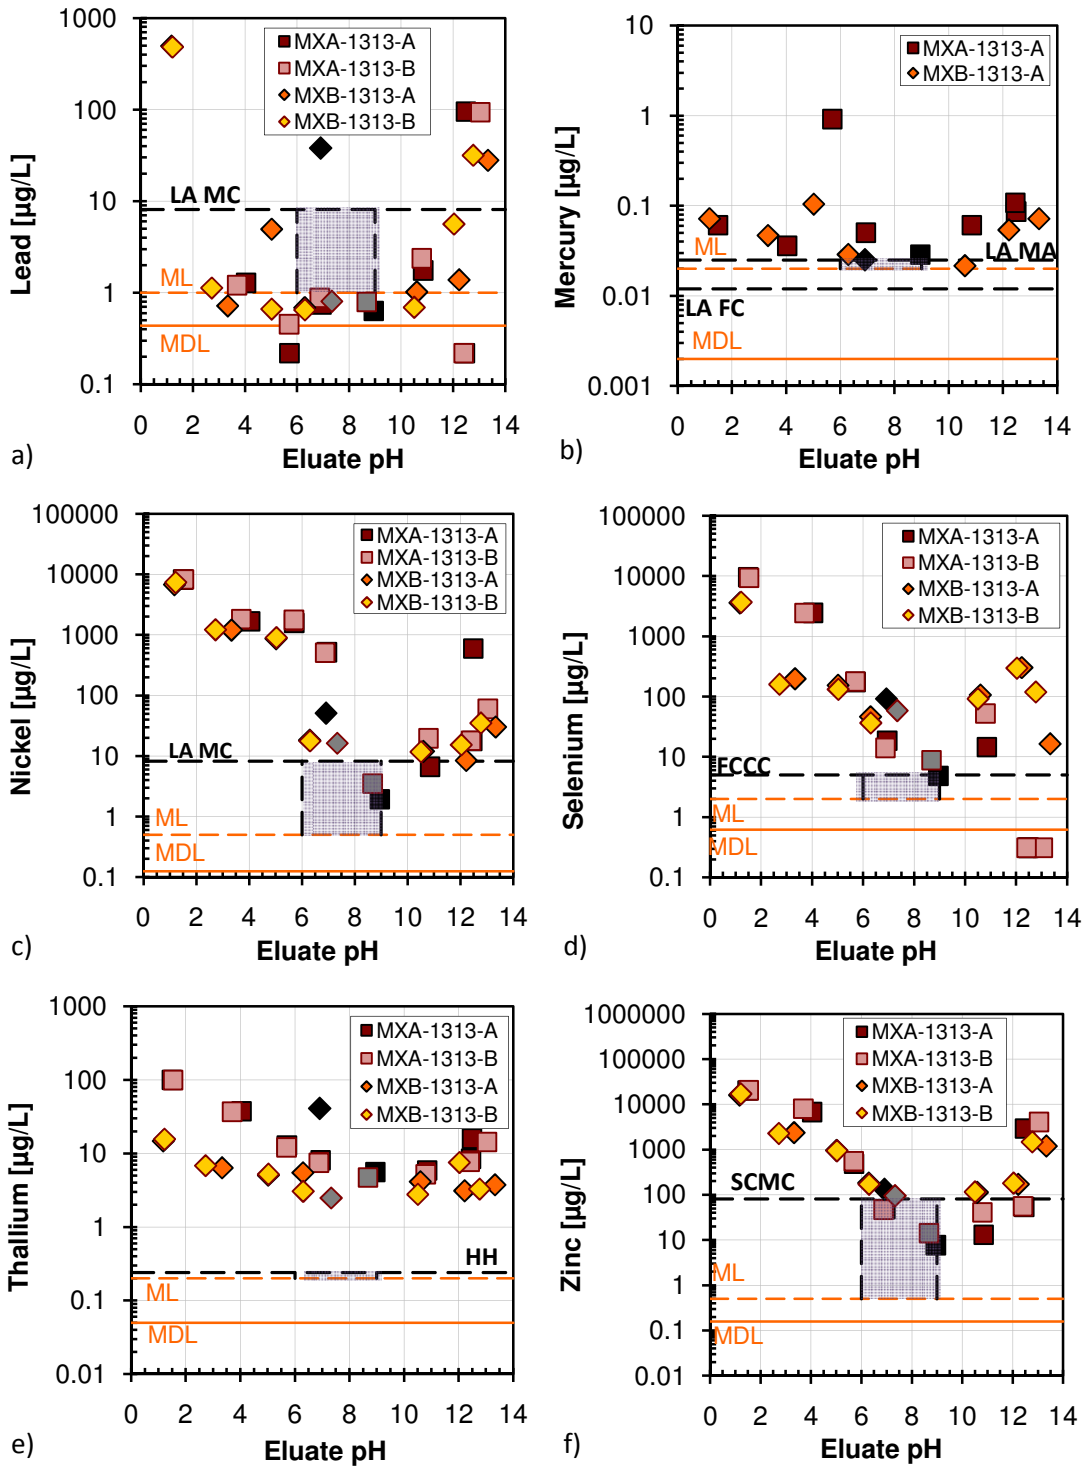 1000
100
10
1
0.1
Lead [µg/L]
MXA-1313-A
MXA-1313-B
MXB-1313-A
MXB-1313-B
LA MC
ML
MDL
0 2 4 6 8 10 12 14
Eluate pH
a)
10
1
0.1
0.01
0.001
Mercury [µg/L]
MXA-1313-A
MXB-1313-A
ML
LA MA
LA FC
MDL
0 2 4 6 8 10 12 14
Eluate pH
b)
100000
10000
1000
100
10
1
0.1
Nickel [µg/L]
MXA-1313-A
MXA-1313-B
MXB-1313-A
MXB-1313-B
LA MC
ML
MDL
0 2 4 6 8 10 12 14
Eluate pH
c)
100000
10000
1000
100
10
1
0.1
Selenium [µg/L]
MXA-1313-A
MXA-1313-B
MXB-1313-A
MXB-1313-B
FCCC
ML
MDL
0 2 4 6 8 10 12 14
Eluate pH
d)
1000
100
10
1
0.1
0.01
Thallium [µg/L]
MXA-1313-A
MXA-1313-B
MXB-1313-A
MXB-1313-B
HH
ML
MDL
0 2 4 6 8 10 12 14
Eluate pH
e)
1000000
100000
10000
1000
100
10
1
0.1
0.01
Zinc [µg/L]
MXA-1313-A
MXA-1313-B
MXB-1313-A
MXB-1313-B
SCMC
ML
MDL
0 2 4 6 8 10 12 14
Eluate pH
f)